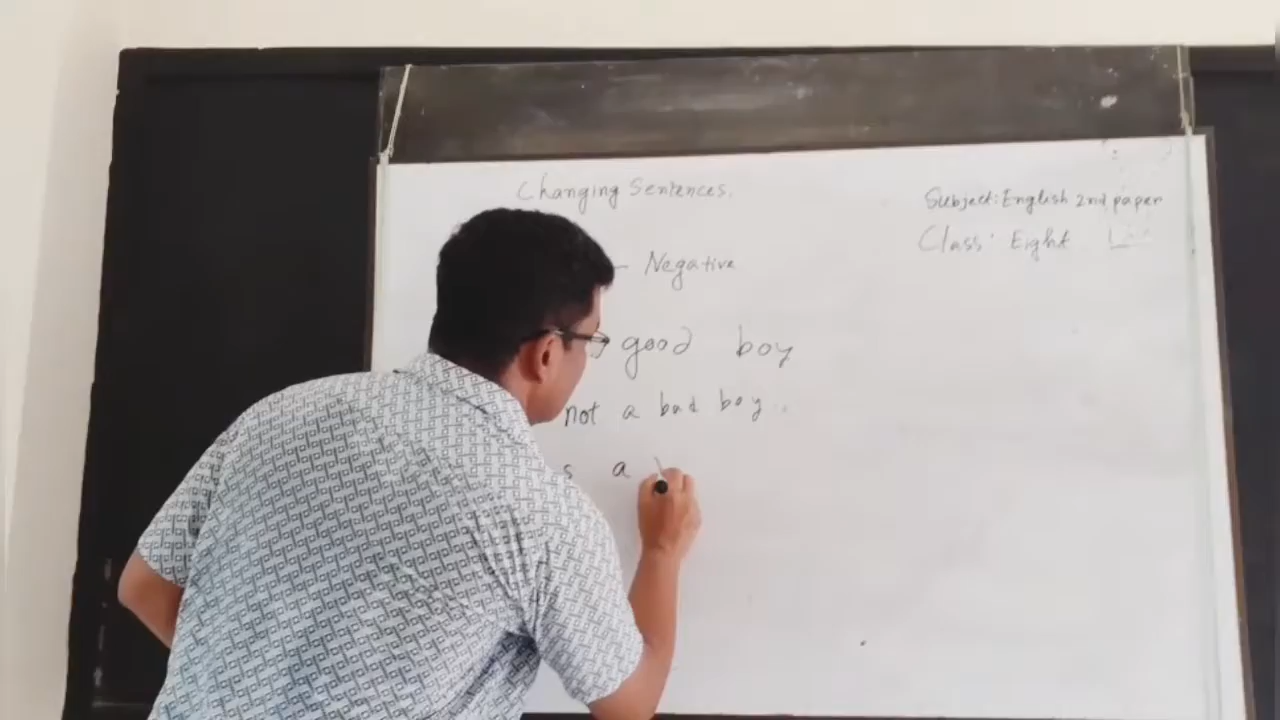 Changing Sentences.
Subject: English 2nd paper
Class: Eight
– Negative
good boy
not a bad boy.
s a